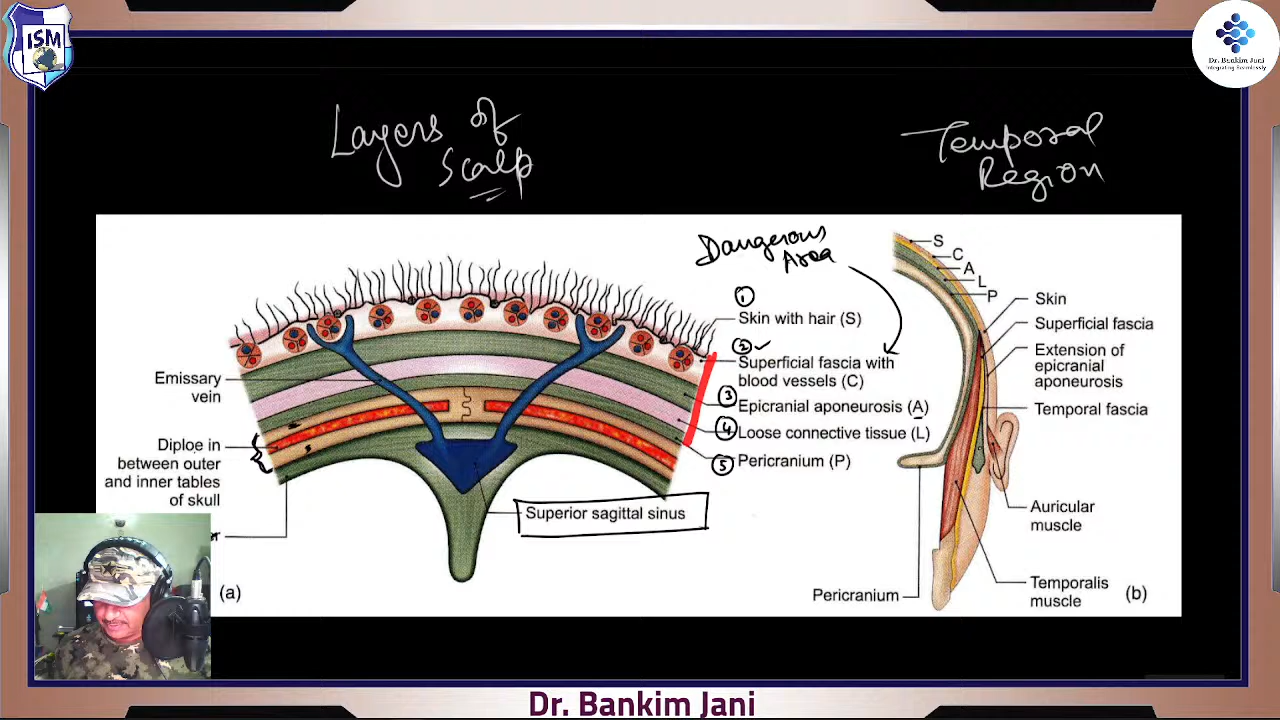 ISM
Dr. Bankim Jani
Integrating Seamlessly
Layers of
Scalp
Temporal
Region
Dangerous
Area
①
Skin with hair (S)
②
Superficial fascia with
blood vessels (C)
③
Epicranial aponeurosis (A)
④
Loose connective tissue (L)
⑤
Pericranium (P)
Emissary
vein
Diploe in
between outer
and inner tables
of skull
Superior sagittal sinus
(a)
S
C
A
L
P
Skin
Superficial fascia
Extension of
epicranial
aponeurosis
Temporal fascia
Auricular
muscle
Temporalis
muscle
Pericranium
(b)
Dr. Bankim Jani